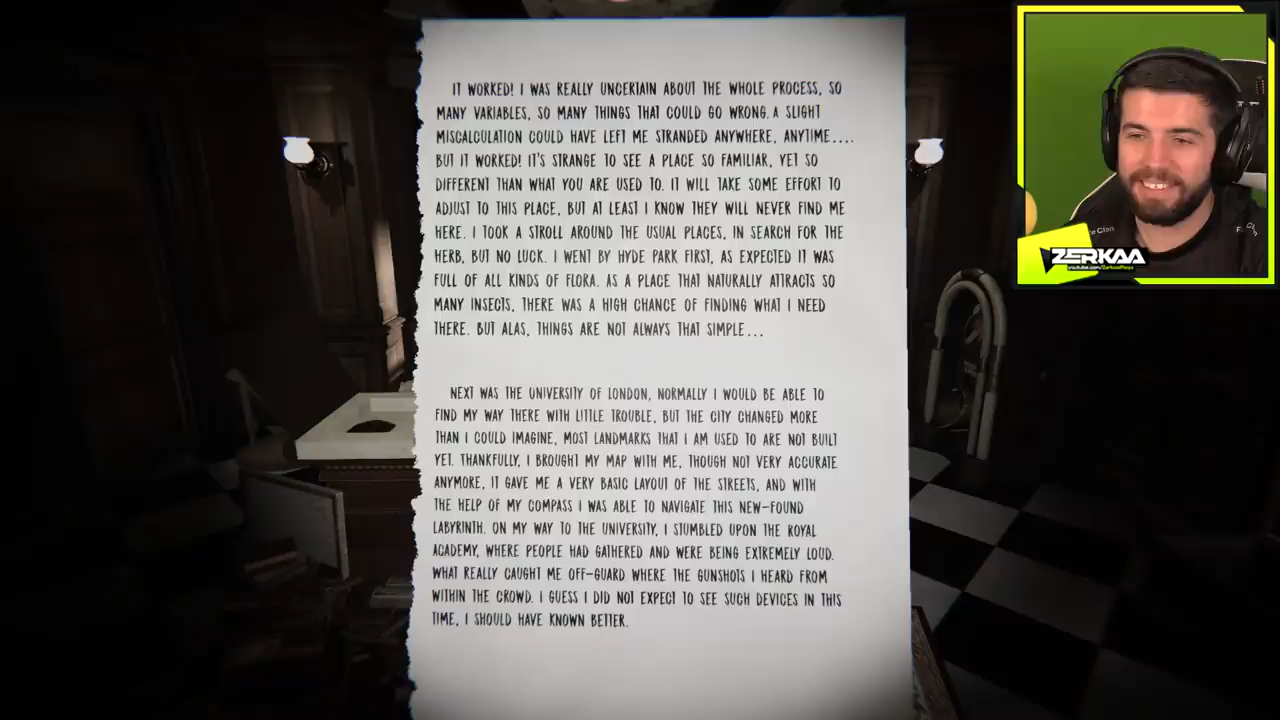 IT WORKED! I WAS REALLY UNCERTAIN ABOUT THE WHOLE PROCESS, SO
MANY VARIABLES, SO MANY THINGS THAT COULD GO WRONG. A SLIGHT
MISCALCULATION COULD HAVE LEFT ME STRANDED ANYWHERE, ANYTIME....
BUT IT WORKED! IT'S STRANGE TO SEE A PLACE SO FAMILIAR, YET SO
DIFFERENT THAN WHAT YOU ARE USED TO. IT WILL TAKE SOME EFFORT TO
ADJUST TO THIS PLACE, BUT AT LEAST I KNOW THEY WILL NEVER FIND ME
HERE. I TOOK A STROLL AROUND THE USUAL PLACES, IN SEARCH FOR THE
HERB, BUT NO LUCK. I WENT BY HYDE PARK FIRST, AS EXPECTED IT WAS
FULL OF ALL KINDS OF FLORA. AS A PLACE THAT NATURALLY ATTRACTS SO
MANY INSECTS, THERE WAS A HIGH CHANCE OF FINDING WHAT I NEED
THERE. BUT ALAS, THINGS ARE NOT ALWAYS THAT SIMPLE...
NEXT WAS THE UNIVERSITY OF LONDON, NORMALLY I WOULD BE ABLE TO
FIND MY WAY THERE WITH LITTLE TROUBLE, BUT THE CITY CHANGED MORE
THAN I COULD IMAGINE, MOST LANDMARKS THAT I AM USED TO ARE NOT BUILT
YET. THANKFULLY, I BROUGHT MY MAP WITH ME, THOUGH NOT VERY ACCURATE
ANYMORE, IT GAVE ME A VERY BASIC LAYOUT OF THE STREETS, AND WITH
THE HELP OF MY COMPASS I WAS ABLE TO NAVIGATE THIS NEW-FOUND
LABYRINTH. ON MY WAY TO THE UNIVERSITY, I STUMBLED UPON THE ROYAL
ACADEMY, WHERE PEOPLE HAD GATHERED AND WERE BEING EXTREMELY LOUD.
WHAT REALLY CAUGHT ME OFF-GUARD WHERE THE GUNSHOTS I HEARD FROM
WITHIN THE CROWD. I GUESS I DID NOT EXPECT TO SEE SUCH DEVICES IN THIS
TIME, I SHOULD HAVE KNOWN BETTER.
ZERKAA
youtube.com/ZerkaaPlays